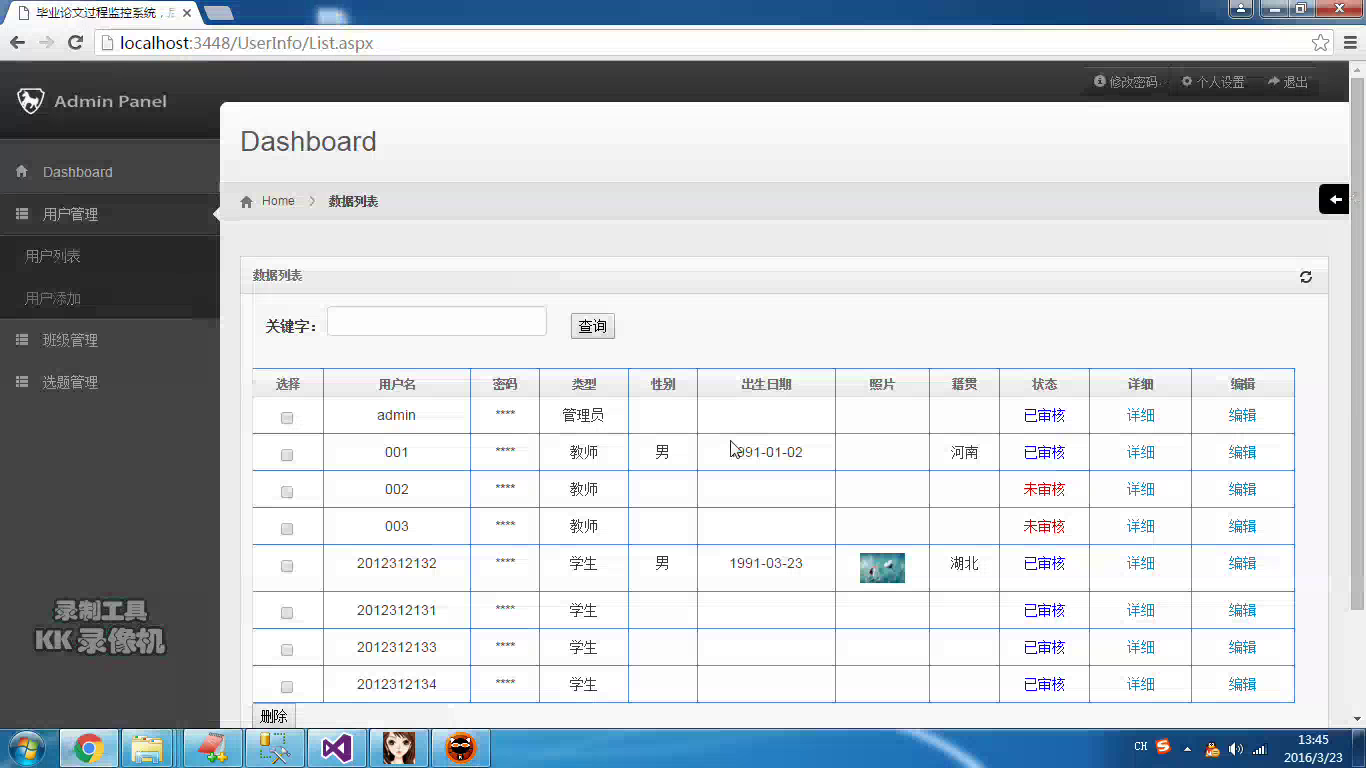 毕业论文过程监控系统，
localhost:3448/UserInfo/List.aspx
修改密码 个人设置 退出
Admin Panel
Dashboard
Dashboard
Home 数据列表
用户管理
用户列表
用户添加
班级管理
选题管理
数据列表
关键字： 查询
选择 用户名 密码 类型 性别 出生日期 照片 籍贯 状态 详细 编辑
admin **** 管理员 已审核 详细 编辑
001 **** 教师 男 1991-01-02 河南 已审核 详细 编辑
002 **** 教师 未审核 详细 编辑
003 **** 教师 未审核 详细 编辑
2012312132 **** 学生 男 1991-03-23 湖北 已审核 详细 编辑
2012312131 **** 学生 已审核 详细 编辑
2012312133 **** 学生 已审核 详细 编辑
2012312134 **** 学生 已审核 详细 编辑
删除
录制工具
KK 录像机
CH
13:45
2016/3/23